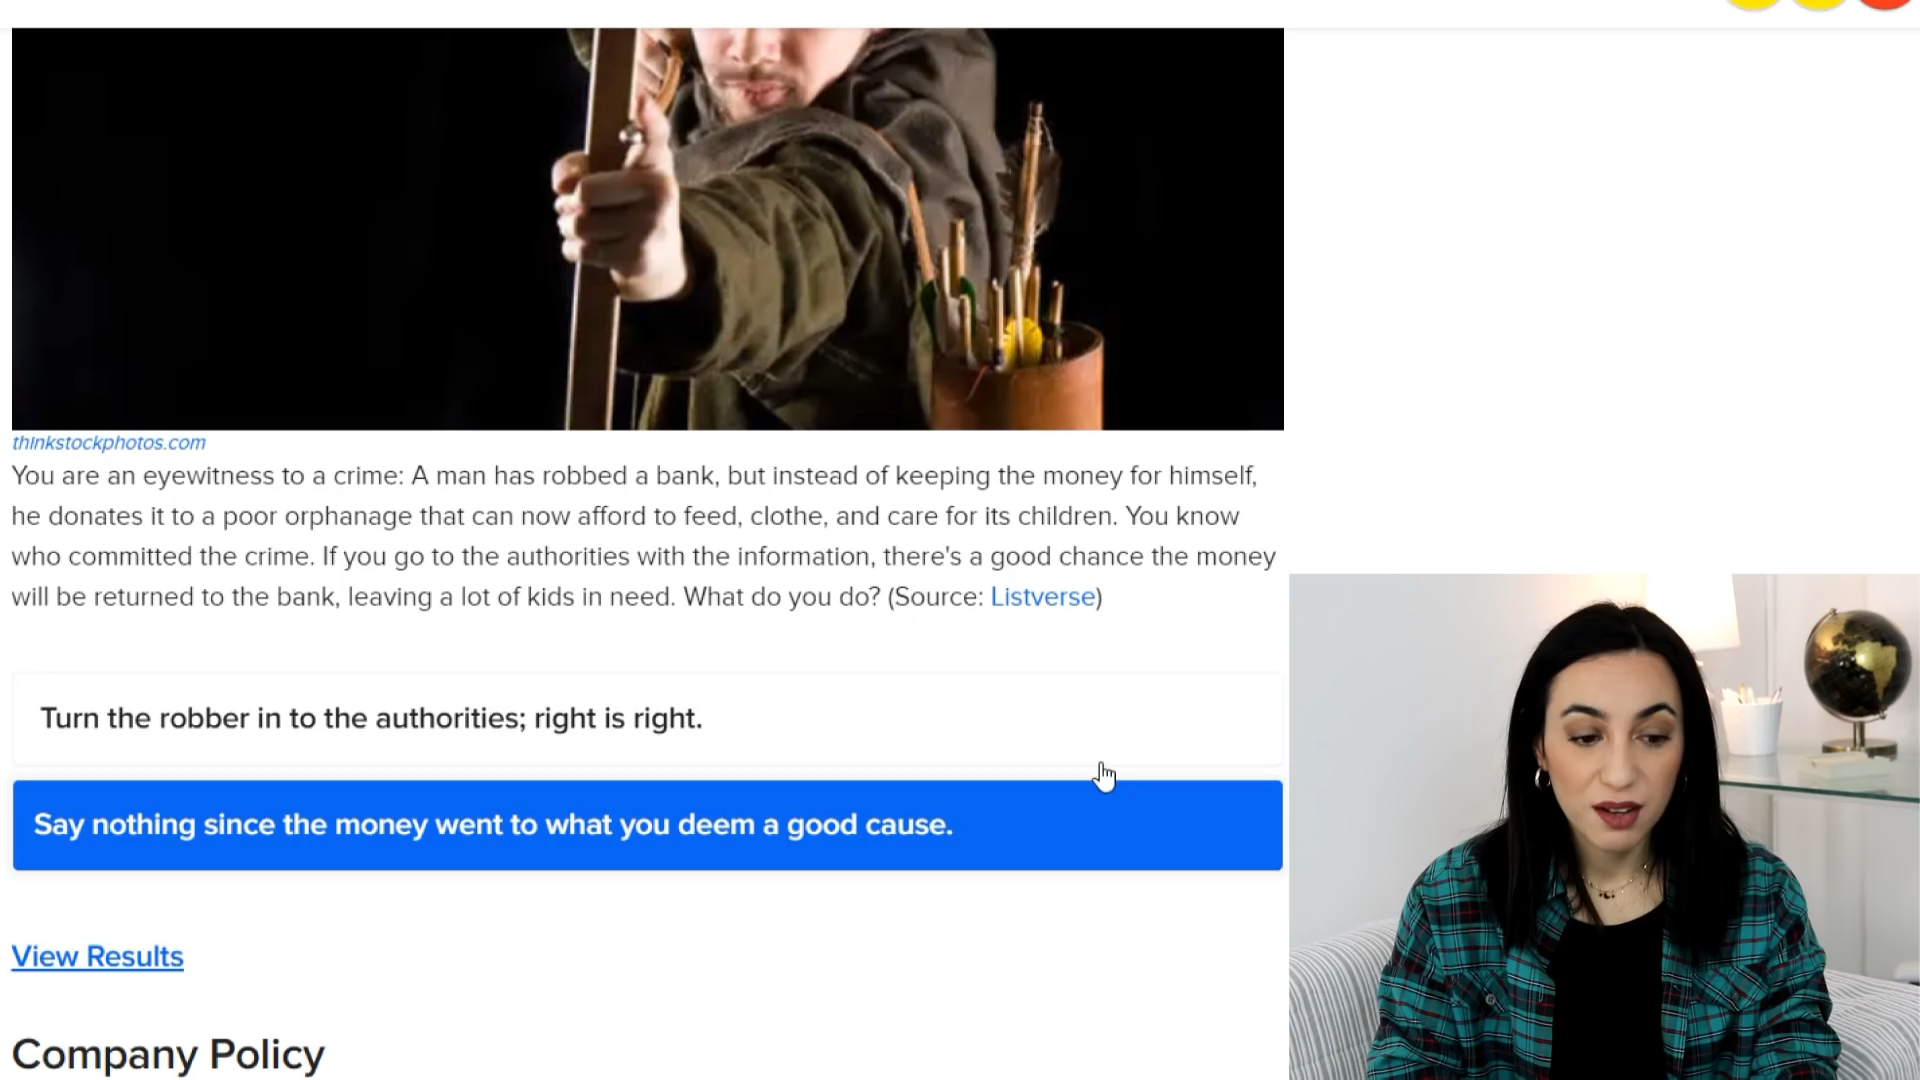 thinkstockphotos.com
You are an eyewitness to a crime: A man has robbed a bank, but instead of keeping the money for himself,
he donates it to a poor orphanage that can now afford to feed, clothe, and care for its children. You know
who committed the crime. If you go to the authorities with the information, there's a good chance the money
will be returned to the bank, leaving a lot of kids in need. What do you do? (Source: Listverse)
Turn the robber in to the authorities; right is right.
Say nothing since the money went to what you deem a good cause.
View Results
Company Policy